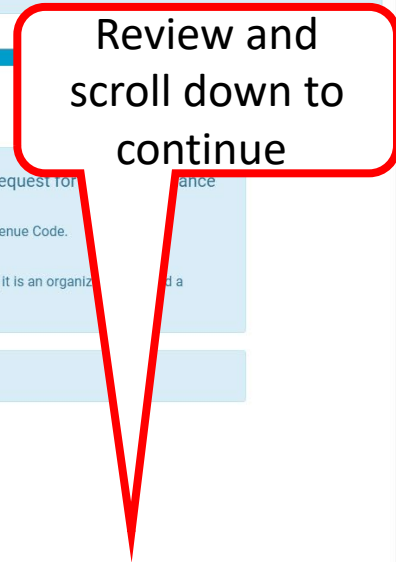 Review and
scroll down to
continue
equest for ance
enue Code.
it is an organiz d a